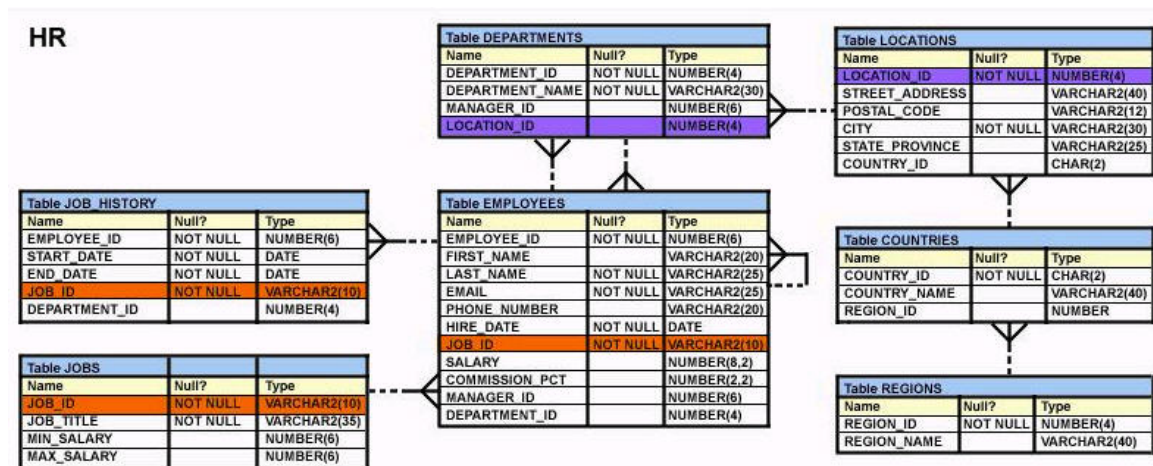 HR
Table DEPARTMENTS
Name Null? Type
DEPARTMENT_ID NOT NULL NUMBER(4)
DEPARTMENT_NAME NOT NULL VARCHAR2(30)
MANAGER_ID NUMBER(6)
LOCATION_ID NUMBER(4)
Table LOCATIONS
Name Null? Type
LOCATION_ID NOT NULL NUMBER(4)
STREET_ADDRESS VARCHAR2(40)
POSTAL_CODE VARCHAR2(12)
CITY NOT NULL VARCHAR2(30)
STATE_PROVINCE VARCHAR2(25)
COUNTRY_ID CHAR(2)
Table JOB_HISTORY
Name Null? Type
EMPLOYEE_ID NOT NULL NUMBER(6)
START_DATE NOT NULL DATE
END_DATE NOT NULL DATE
JOB_ID NOT NULL VARCHAR2(10)
DEPARTMENT_ID NUMBER(4)
Table EMPLOYEES
Name Null? Type
EMPLOYEE_ID NOT NULL NUMBER(6)
FIRST_NAME VARCHAR2(20)
LAST_NAME NOT NULL VARCHAR2(25)
EMAIL NOT NULL VARCHAR2(25)
PHONE_NUMBER VARCHAR2(20)
HIRE_DATE NOT NULL DATE
JOB_ID NOT NULL VARCHAR2(10)
SALARY NUMBER(8,2)
COMMISSION_PCT NUMBER(2,2)
MANAGER_ID NUMBER(6)
DEPARTMENT_ID NUMBER(4)
Table COUNTRIES
Name Null? Type
COUNTRY_ID NOT NULL CHAR(2)
COUNTRY_NAME VARCHAR2(40)
REGION_ID NUMBER
Table JOBS
Name Null? Type
JOB_ID NOT NULL VARCHAR2(10)
JOB_TITLE NOT NULL VARCHAR2(35)
MIN_SALARY NUMBER(6)
MAX_SALARY NUMBER(6)
Table REGIONS
Name Null? Type
REGION_ID NOT NULL NUMBER(4)
REGION_NAME VARCHAR2(40)